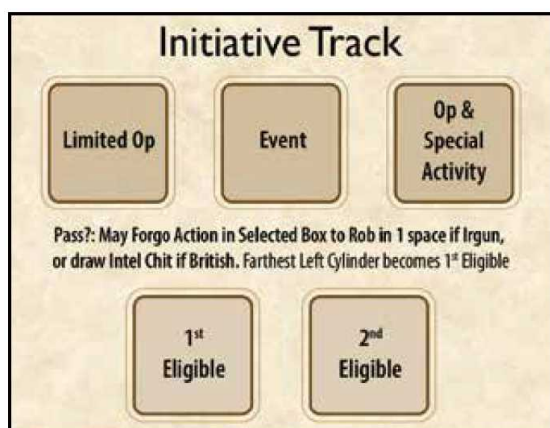 Initiative Track
Limited Op
Event
Op &
Special
Activity
Pass?: May Forgo Action in Selected Box to Rob in 1 space if Irgun,
or draw Intel Chit if British. Farthest Left Cylinder becomes 1st Eligible
1st
Eligible
2nd
Eligible